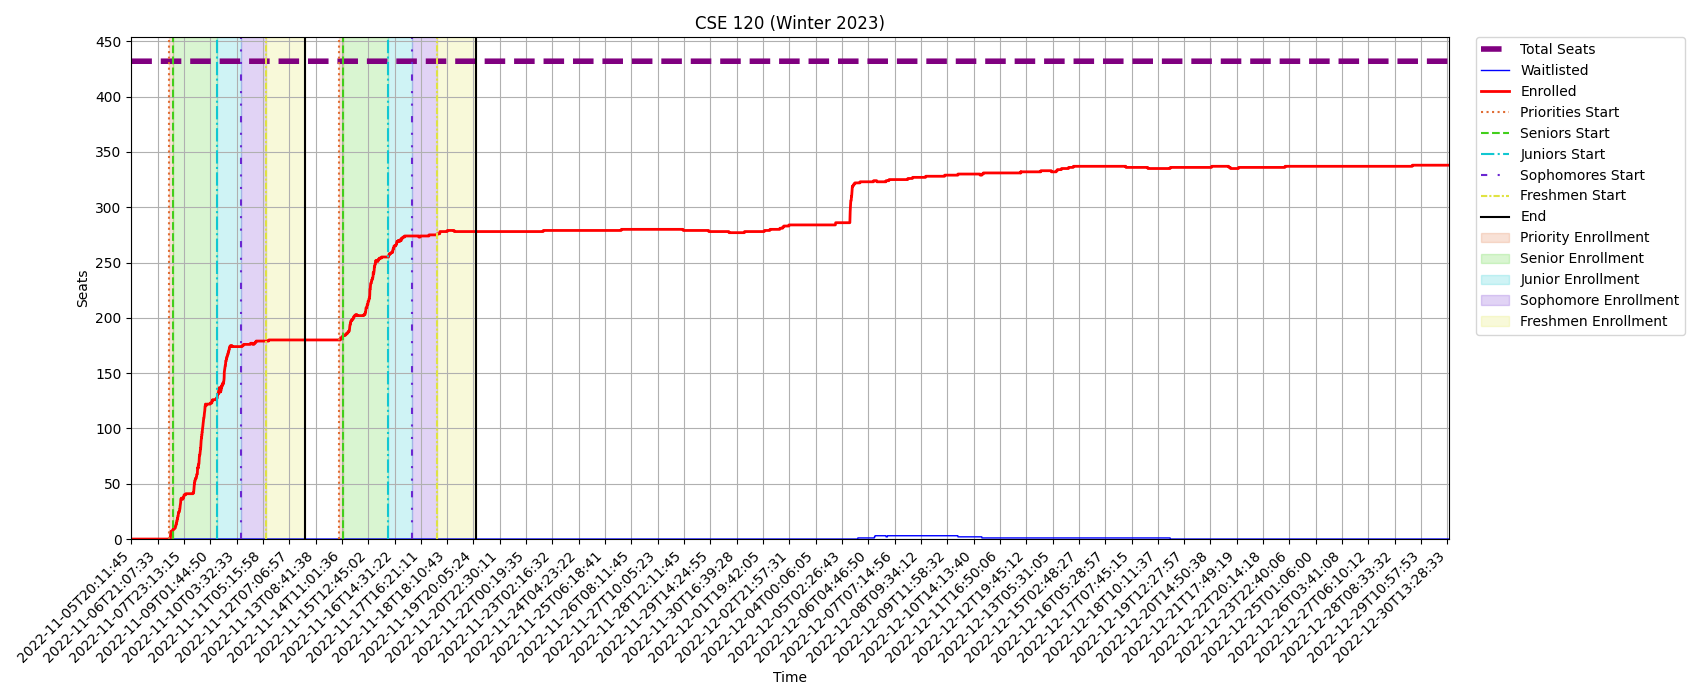 CSE 120 (Winter 2023)
450
400
350
300
250
200
150
100
50
0
Seats
2022-11-05T20:11:45
2022-11-06T21:07:33
2022-11-07T23:13:15
2022-11-09T01:44:50
2022-11-10T03:32:33
2022-11-11T05:15:58
2022-11-12T07:06:57
2022-11-13T08:41:38
2022-11-14T11:01:36
2022-11-15T12:45:02
2022-11-16T14:31:22
2022-11-17T16:21:11
2022-11-18T18:10:43
2022-11-19T20:05:24
2022-11-20T22:30:11
2022-11-22T00:19:35
2022-11-23T02:16:32
2022-11-24T04:23:22
2022-11-25T06:18:41
2022-11-26T08:11:45
2022-11-27T10:05:23
2022-11-28T12:11:45
2022-11-29T14:24:55
2022-11-30T16:39:28
2022-12-01T19:42:05
2022-12-02T21:57:31
2022-12-04T00:06:05
2022-12-05T02:26:43
2022-12-06T04:46:50
2022-12-07T07:14:56
2022-12-08T09:34:12
2022-12-09T11:58:32
2022-12-10T14:13:40
2022-12-11T16:50:06
2022-12-12T19:45:12
2022-12-13T05:31:05
2022-12-15T02:48:27
2022-12-16T16:28:57
2022-12-17T07:45:15
2022-12-18T10:11:37
2022-12-19T12:27:57
2022-12-20T14:50:38
2022-12-21T17:49:19
2022-12-22T20:14:18
2022-12-23T22:40:06
2022-12-25T01:06:00
2022-12-26T03:41:08
2022-12-27T06:10:12
2022-12-28T08:33:32
2022-12-29T10:57:53
2022-12-30T13:28:33
Time
Total Seats
Waitlisted
Enrolled
Priorities Start
Seniors Start
Juniors Start
Sophomores Start
Freshmen Start
End
Priority Enrollment
Senior Enrollment
Junior Enrollment
Sophomore Enrollment
Freshmen Enrollment